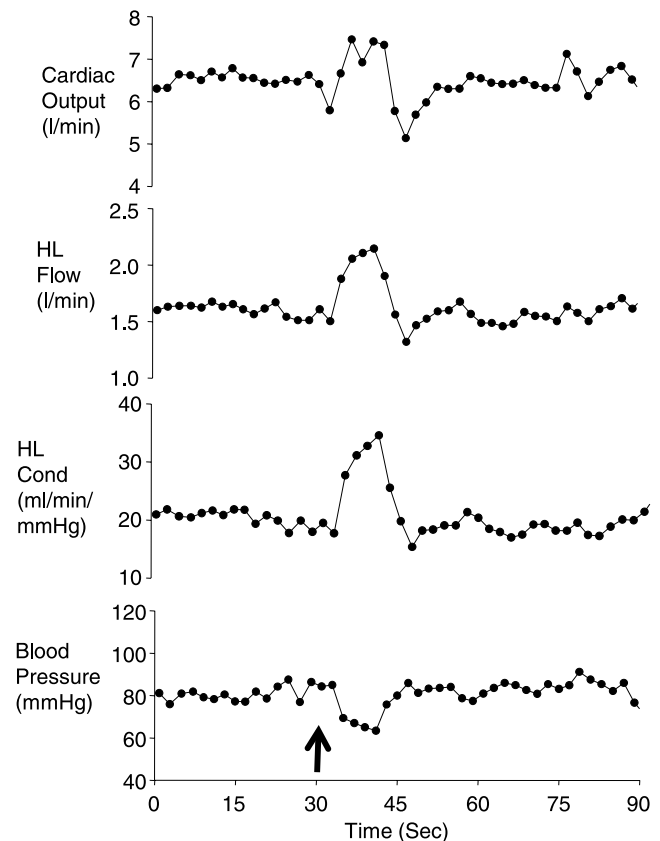 Cardiac
Output
(l/min)
8
7
6
5
4
HL
Flow
(l/min)
2.5
2.0
1.5
1.0
HL
Cond
(ml/min/
mmHg)
40
30
20
10
Blood
Pressure
(mmHg)
120
100
80
60
40
0 15 30 45 60 75 90
Time (Sec)